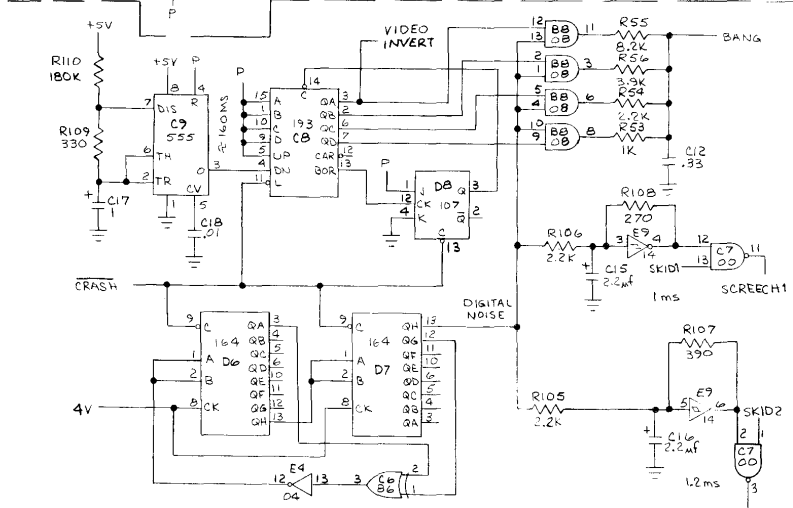 P
+5V
R110
180K
R109
330
C17
1
+5V
P
8
4
R
7
DIS
C9
555
6
TH
2
TR
O
3
CV
1
5
C18
.01
≈160MS
P
14
C
15
A
QA
3
1
B
QB
2
10
C
193
QC
6
9
D
C8
QD
7
5
UP
CAR
12
4
DN
BOR
13
11
L
VIDEO
INVERT
P
1
J
D8
Q
3
12
CK
107
4
K
Q
2
C
13
12
13
B8
08
11
R55
8.2K
BANG
2
1
B8
08
3
R56
3.9K
5
4
B8
08
6
R54
2.2K
10
9
B8
08
8
R53
1K
C12
.33
R108
270
R106
2.2K
3
E9
4
14
12
13
C7
00
11
SKID1
SCREECH1
C15
2.2µf
1ms
CRASH
DIGITAL
NOISE
9
C
QA
3
164
QB
4
QC
5
1
A
QD
6
2
B
D6
QE
10
QF
11
QG
12
8
CK
QH
13
9
C
QH
13
164
QG
12
QF
11
1
A
QE
10
2
B
D7
QD
6
QC
5
8
CK
QB
4
QA
3
4V
E4
12
13
04
3
C6
86
2
1
R107
390
R105
2.2K
5
E9
6
14
SKID2
2
1
C7
00
3
C16
2.2µf
1.2ms